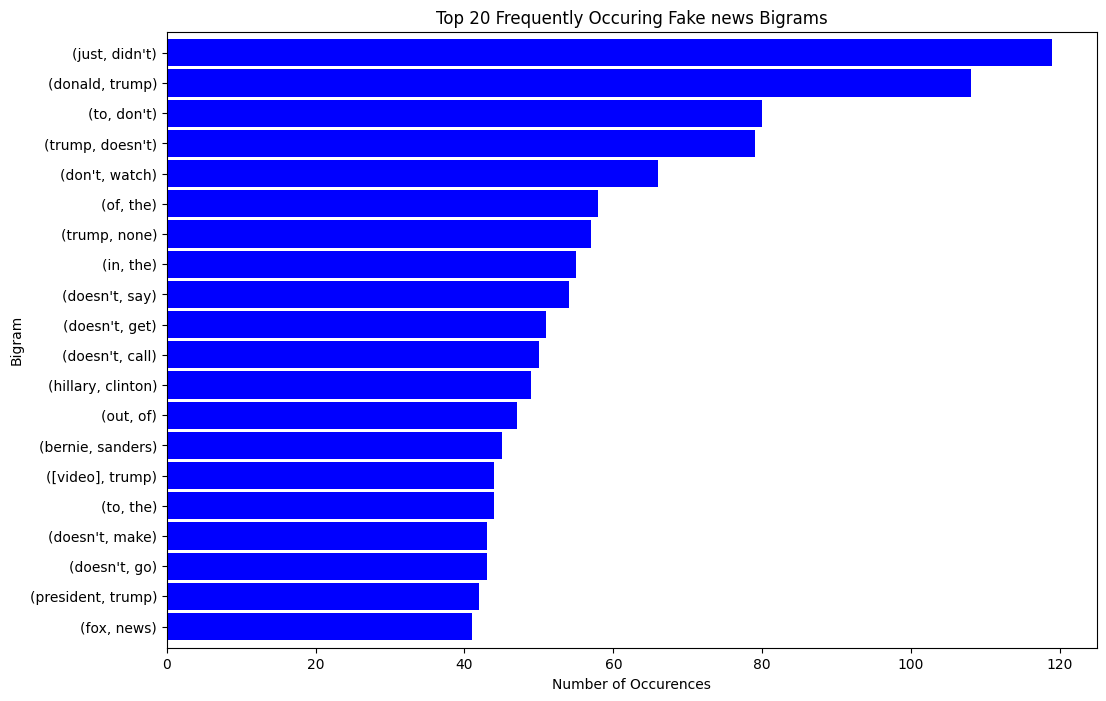 Top 20 Frequently Occuring Fake news Bigrams
(just, didn't)
(donald, trump)
(to, don't)
(trump, doesn't)
(don't, watch)
(of, the)
(trump, none)
(in, the)
(doesn't, say)
(doesn't, get)
(doesn't, call)
(hillary, clinton)
(out, of)
(bernie, sanders)
([video], trump)
(to, the)
(doesn't, make)
(doesn't, go)
(president, trump)
(fox, news)
Bigram
0 20 40 60 80 100 120
Number of Occurences